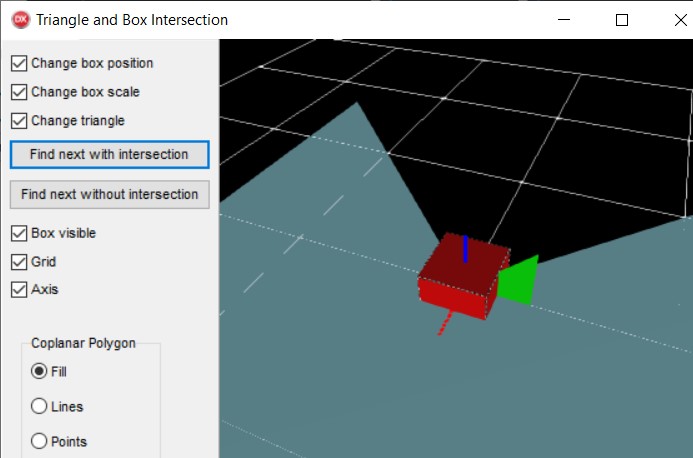 DX Triangle and Box Intersection
Change box position
Change box scale
Change triangle
Find next with intersection
Find next without intersection
Box visible
Grid
Axis
Coplanar Polygon
Fill
Lines
Points